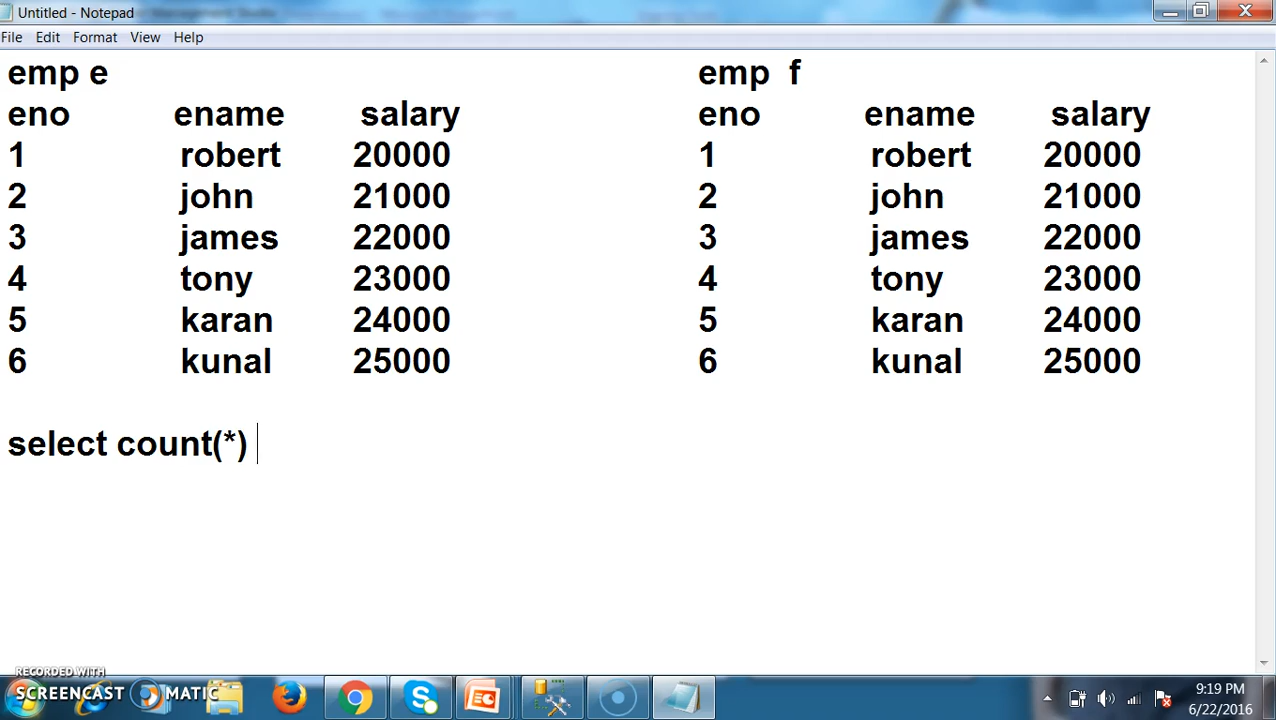 Untitled - Notepad
File Edit Format View Help
emp e emp f
eno ename salary eno ename salary
1 robert 20000 1 robert 20000
2 john 21000 2 john 21000
3 james 22000 3 james 22000
4 tony 23000 4 tony 23000
5 karan 24000 5 karan 24000
6 kunal 25000 6 kunal 25000
select count(*)
RECORDED WITH
SCREENCAST MATIC
9:19 PM
6/22/2016